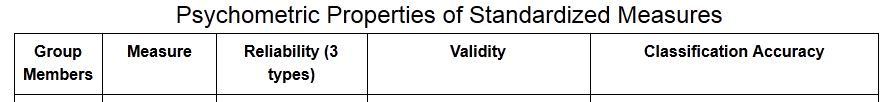 Psychometric Properties of Standardized Measures
Group Measure Reliability (3 Validity Classification Accuracy
Members types)